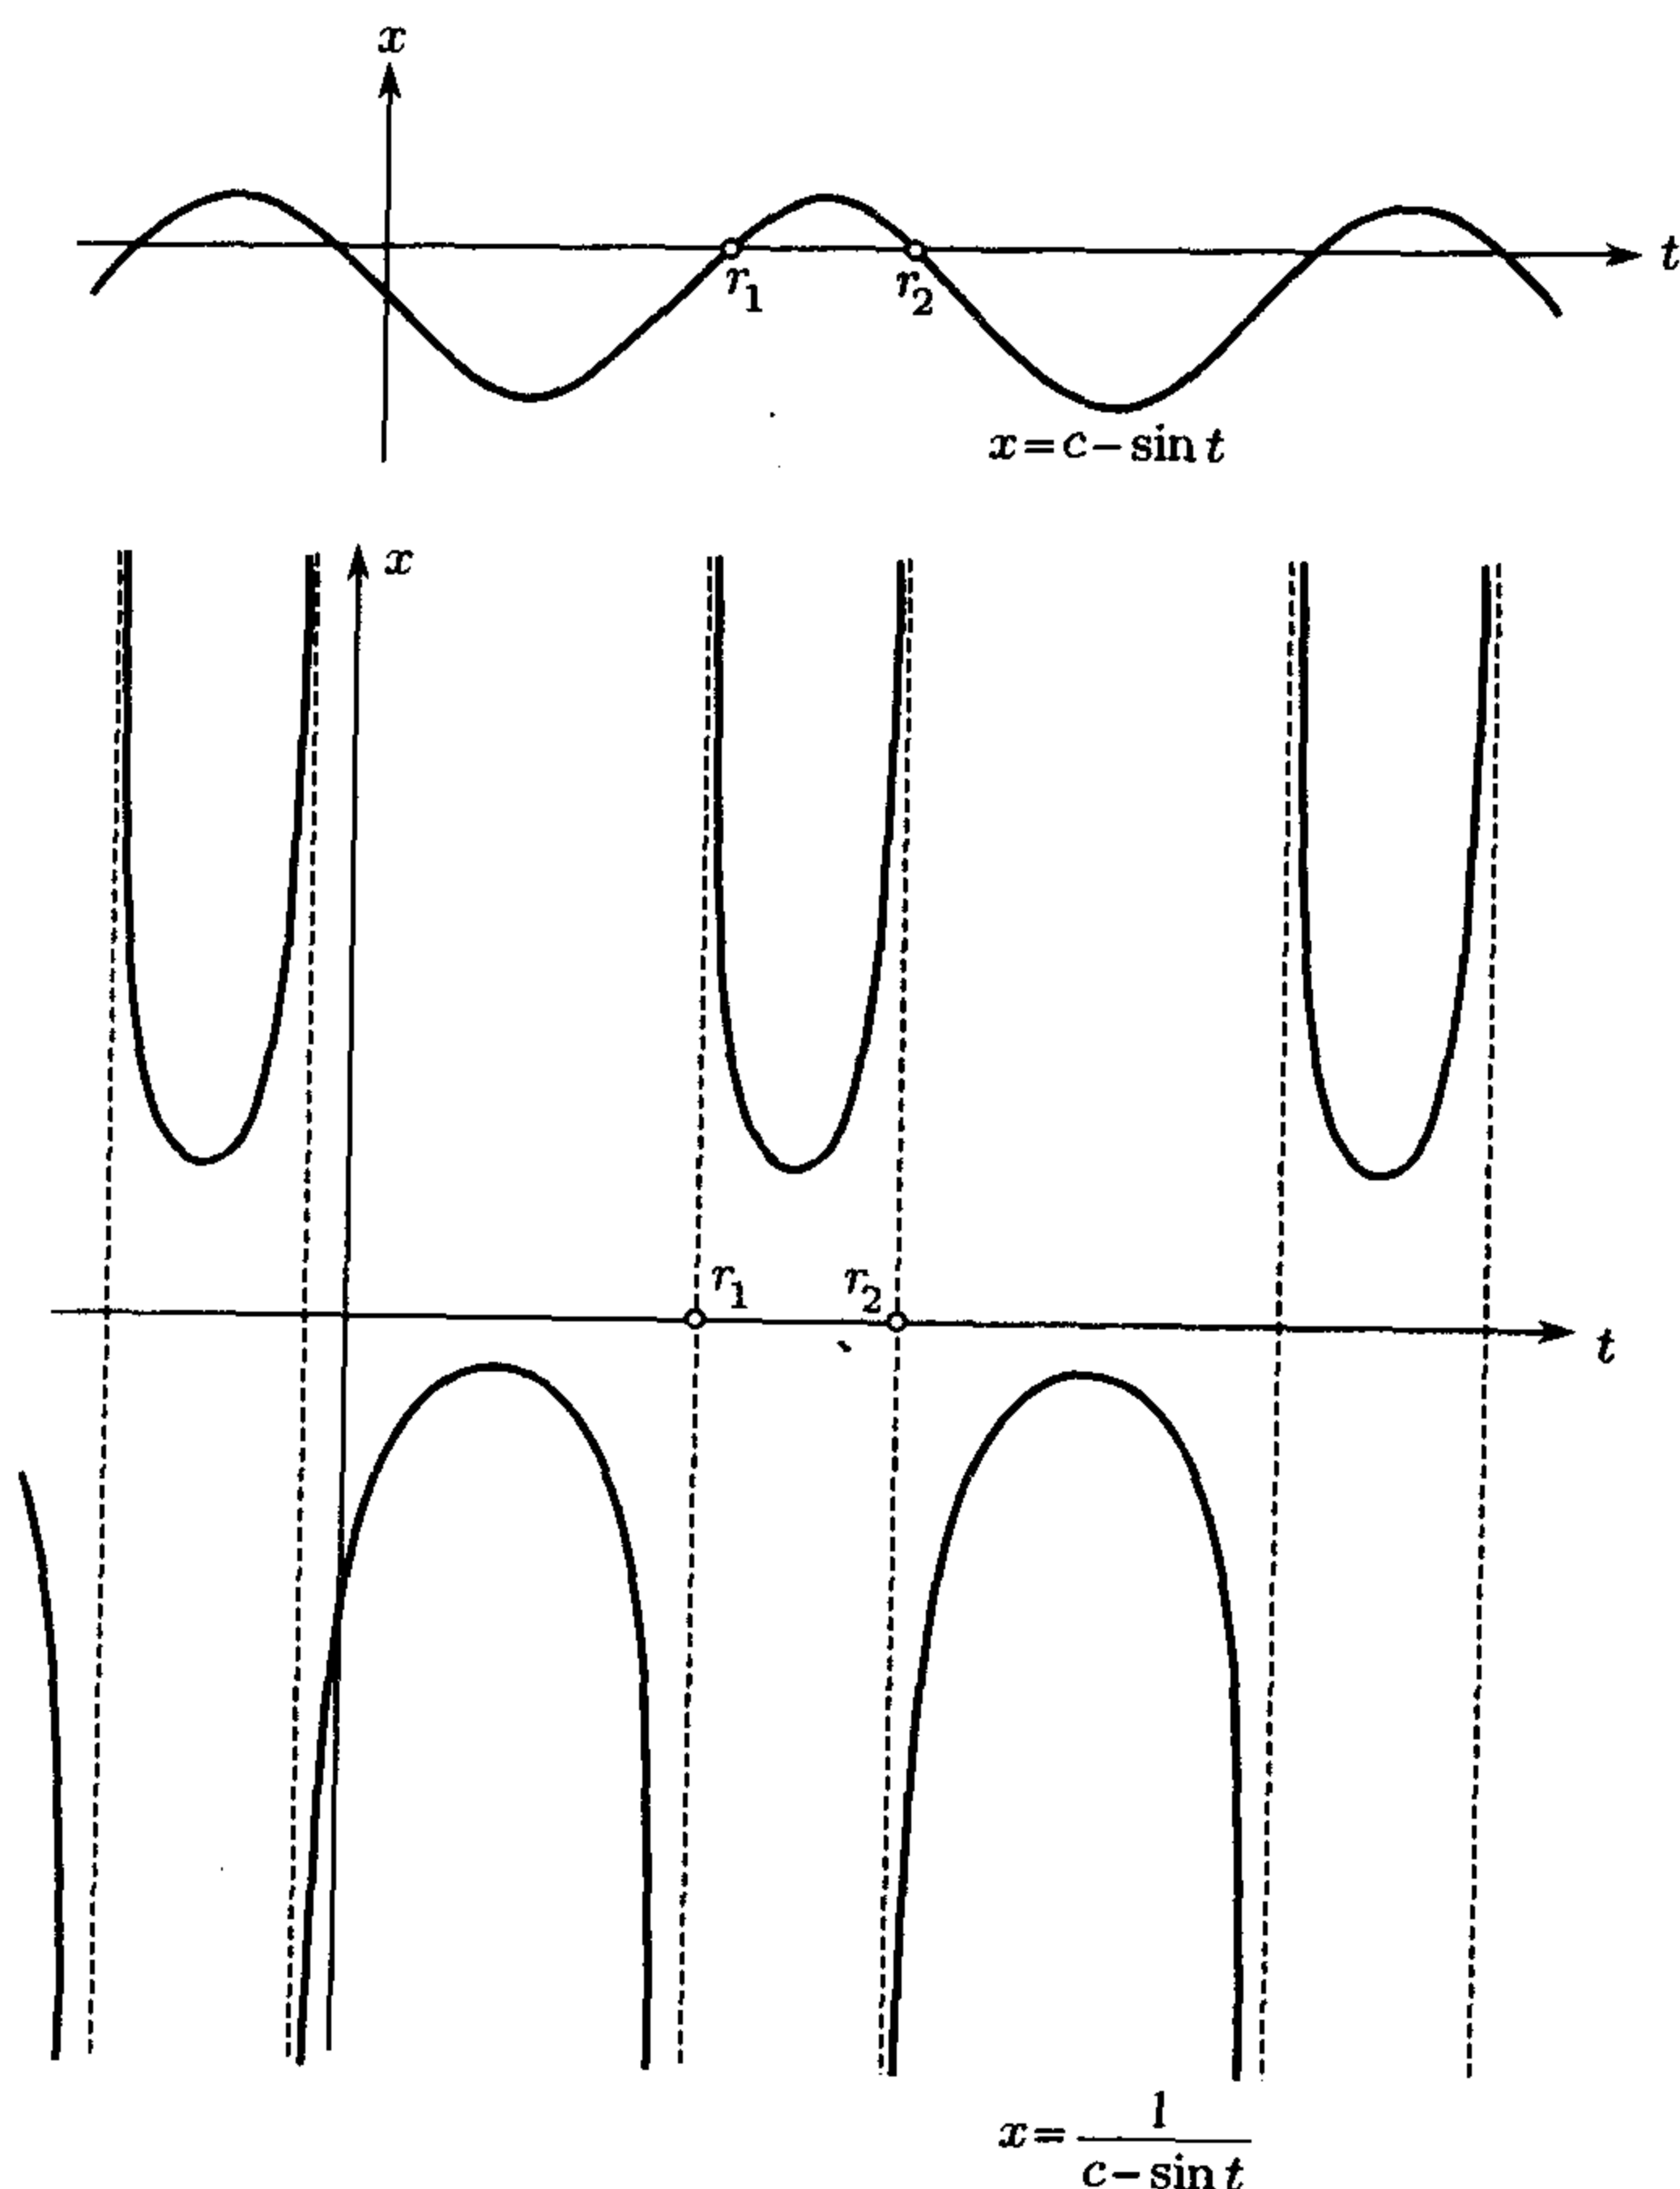 x
t
r₁ r₂
x=c−sin t
x
r₁ r₂
t
x=1/(c−sin t)